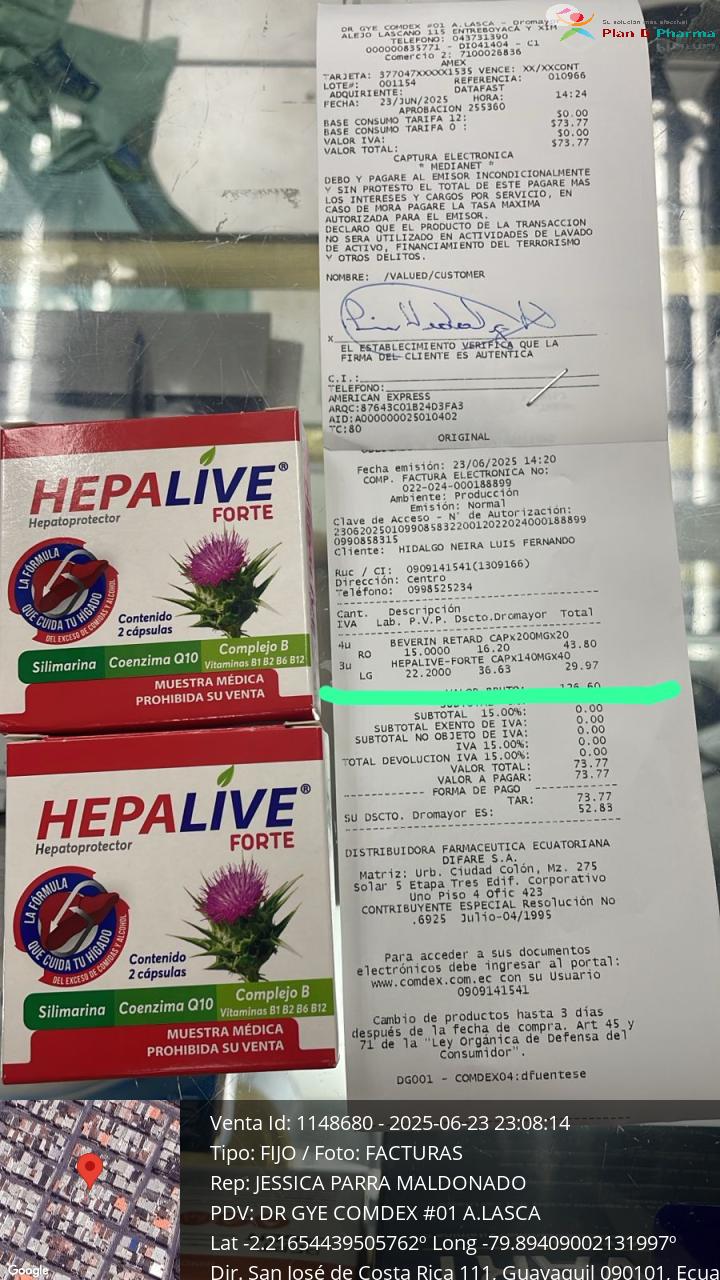 DR GYE COMDEX #01 A.LASCA - Dromayor
ALEJO LASCANO 115 ENTREBOYACÁ Y XIM
TELEFONO: 043731390
000000835771 - DIO41404 - C1
Comercio 2: 7100026836
AMEX
TARJETA: 377047XXXXX1535 VENCE: XX/XXCONT
LOTE#: 001154 REFERENCIA: 010966
ADQUIRIENTE: DATAFAST
FECHA: 23/JUN/2025 HORA: 14:24
APROBACION 255360
BASE CONSUMO TARIFA 12: $0.00
BASE CONSUMO TARIFA 0 : $73.77
VALOR IVA: $0.00
VALOR TOTAL: $73.77
CAPTURA ELECTRONICA
* MEDIANET *
DEBO Y PAGARE AL EMISOR INCONDICIONALMENTE
Y SIN PROTESTO EL TOTAL DE ESTE PAGARE MAS
LOS INTERESES Y CARGOS POR SERVICIO, EN
CASO DE MORA PAGARE LA TASA MAXIMA
AUTORIZADA PARA EL EMISOR.
DECLARO QUE EL PRODUCTO DE LA TRANSACCION
NO SERA UTILIZADO EN ACTIVIDADES DE LAVADO
DE ACTIVO, FINANCIAMIENTO DEL TERRORISMO
Y OTROS DELITOS.
NOMBRE: /VALUED/CUSTOMER
X
EL ESTABLECIMIENTO VERIFICA QUE LA
FIRMA DEL CLIENTE ES AUTENTICA
C.I.:
TELEFONO:
AMERICAN EXPRESS
ARQC:87643C01B24D3FA3
AID:A000000025010402
TC:80
ORIGINAL
Fecha emisión: 23/06/2025 14:20
COMP. FACTURA ELECTRONICA No:
022-024-000188899
Ambiente: Producción
Emisión: Normal
Clave de Acceso - N° de Autorización:
2306202501099085832200120220240001 88899
0990858315
Cliente: HIDALGO NEIRA LUIS FERNANDO
Ruc / CI: 0909141541(1309166)
Dirección: Centro
Teléfono: 0998525234
Cant. Descripción
IVA Lab. P.V.P. Dscto.Dromayor Total
4u BEVERIN RETARD CAPx200MGx20
RO 15.0000 16.20 43.80
3u HEPALIVE-FORTE CAPx140MGx40
LG 22.2000 36.63 29.97
VALOR BRUTO: 126.60
SUBTOTAL 15.00%: 0.00
SUBTOTAL EXENTO DE IVA: 0.00
SUBTOTAL NO OBJETO DE IVA: 0.00
IVA 15.00%: 0.00
TOTAL DEVOLUCION IVA 15.00%: 0.00
VALOR TOTAL: 73.77
VALOR A PAGAR: 73.77
FORMA DE PAGO
TAR: 73.77
SU DSCTO. Dromayor ES: 52.83
DISTRIBUIDORA FARMACEUTICA ECUATORIANA
DIFARE S.A.
Matriz: Urb. Ciudad Colón, Mz. 275
Solar 5 Etapa Tres Edif. Corporativo
Uno Piso 4 Ofic 423
CONTRIBUYENTE ESPECIAL Resolución No
.6925 Julio-04/1995
Para acceder a sus documentos
electrónicos debe ingresar al portal:
www.comdex.com.ec con su Usuario
0909141541
Cambio de productos hasta 3 días
después de la fecha de compra. Art 45 y
71 de la "Ley Orgánica de Defensa del
Consumidor".
DG001 - COMDEX04:dfuentese
Su solución más efectiva!
Plan D Pharma
HEPALIVE®
FORTE
Hepatoprotector
LA FÓRMULA
QUE CUIDA TU HÍGADO
DEL EXCESO DE COMIDAS Y ALCOHOL
Contenido
2 cápsulas
Silimarina Coenzima Q10 Complejo B
Vitaminas B1 B2 B6 B12
MUESTRA MÉDICA
PROHIBIDA SU VENTA
HEPALIVE®
FORTE
Hepatoprotector
LA FÓRMULA
QUE CUIDA TU HÍGADO
DEL EXCESO DE COMIDAS Y ALCOHOL
Contenido
2 cápsulas
Silimarina Coenzima Q10 Complejo B
Vitaminas B1 B2 B6 B12
MUESTRA MÉDICA
PROHIBIDA SU VENTA
Venta Id: 1148680 - 2025-06-23 23:08:14
Tipo: FIJO / Foto: FACTURAS
Rep: JESSICA PARRA MALDONADO
PDV: DR GYE COMDEX #01 A.LASCA
Lat -2.21654439505762º Long -79.89409002131997º
Dir. San José de Costa Rica 111, Guayaquil 090101, Ecua
Google